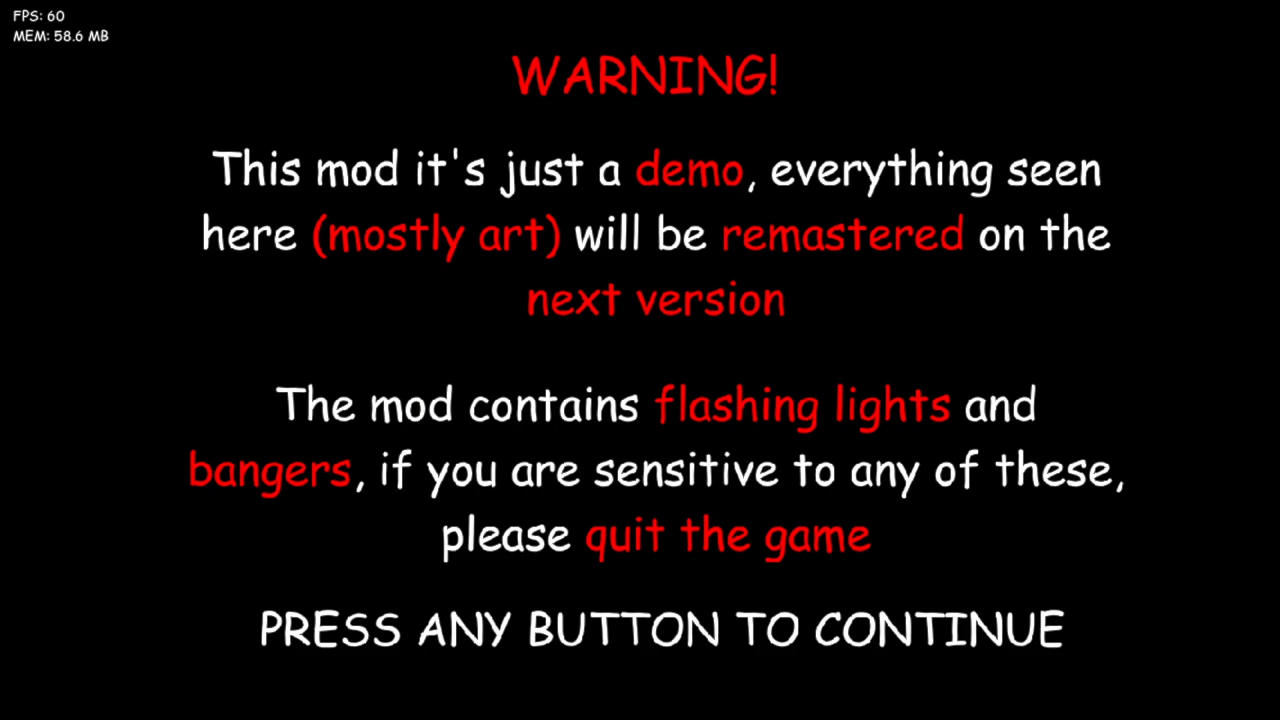 FPS: 60
MEM: 58.6 MB
WARNING!
This mod it's just a demo, everything seen
here (mostly art) will be remastered on the
next version
The mod contains flashing lights and
bangers, if you are sensitive to any of these,
please quit the game
PRESS ANY BUTTON TO CONTINUE